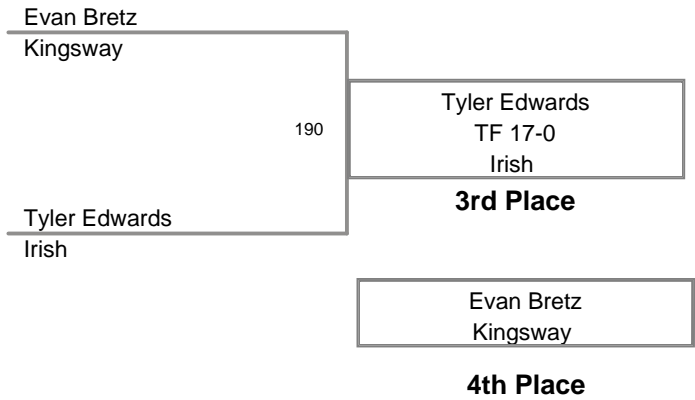 Evan Bretz
Kingsway
190
Tyler Edwards
TF 17-0
Irish
3rd Place
Tyler Edwards
Irish
Evan Bretz
Kingsway
4th Place